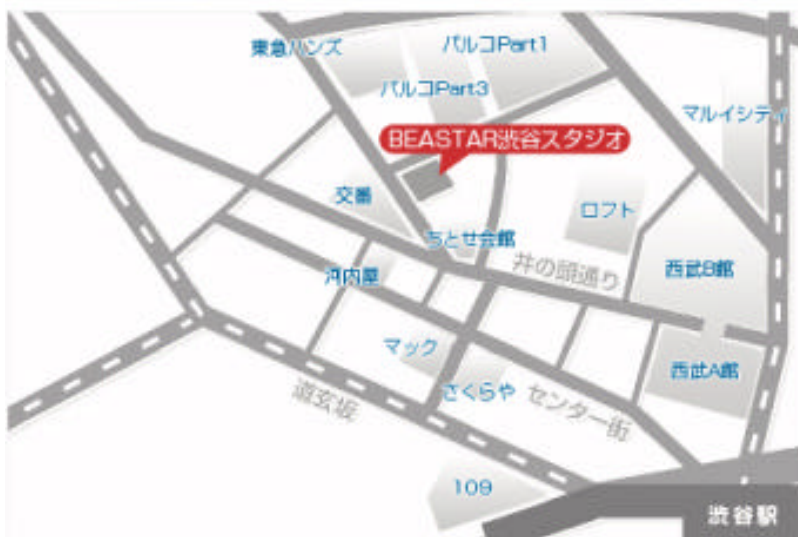 東急ハンズ
パルコPart1
パルコPart3
マルイシティ
BEASTAR渋谷スタジオ
交番
ロフト
ちとせ会館
井の頭通り
西武B館
河内屋
マック
西武A館
さくらや
センター街
道玄坂
109
渋谷駅